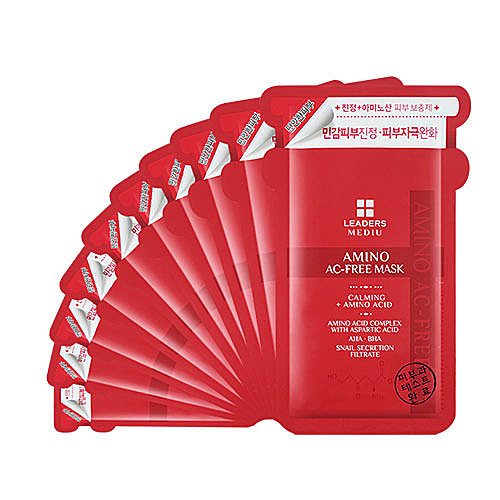 + 진정+아미노산 피부 보충제 +
민감피부진정·피부자극완화
LEADERS
MEDIU
AMINO
AC-FREE MASK
CALMING
+ AMINO ACID
AMINO ACID COMPLEX
WITH ASPARTIC ACID
AHA · BHA
SNAIL SECRETION
FILTRATE
AMINO AC-FREE
피부과
테스트
완료